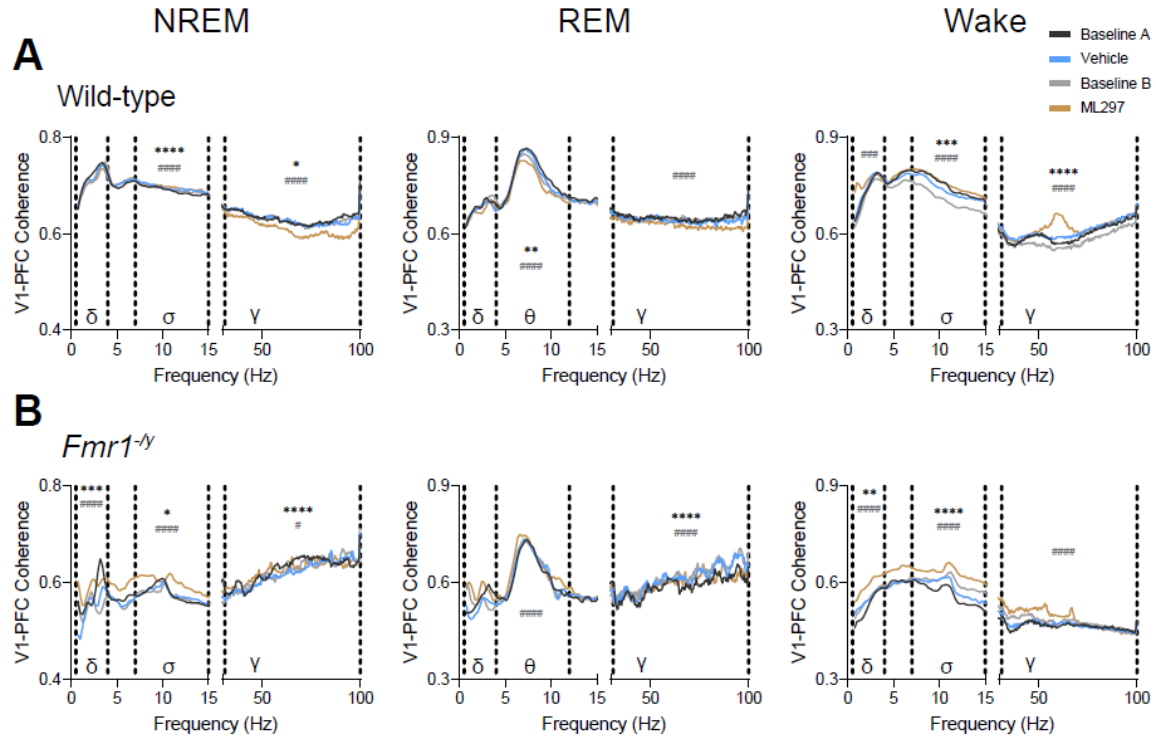 NREM
REM
Wake
Baseline A
Vehicle
Baseline B
ML297
A
Wild-type
V1-PFC Coherence
0.8
0.6
0.4
****
####
*
####
δ
σ
γ
0
5
10
15
50
100
Frequency (Hz)
V1-PFC Coherence
0.9
0.6
0.3
**
####
####
δ
θ
γ
0
5
10
15
50
100
Frequency (Hz)
V1-PFC Coherence
0.9
0.6
0.3
###
***
####
****
####
δ
σ
γ
0
5
10
15
50
100
Frequency (Hz)
B
Fmr1-/y
V1-PFC Coherence
0.8
0.6
0.4
***
####
*
####
****
#
δ
σ
γ
0
5
10
15
50
100
Frequency (Hz)
V1-PFC Coherence
0.9
0.6
0.3
####
****
####
δ
θ
γ
0
5
10
15
50
100
Frequency (Hz)
V1-PFC Coherence
0.9
0.6
0.3
**
####
****
####
####
δ
σ
γ
0
5
10
15
50
100
Frequency (Hz)